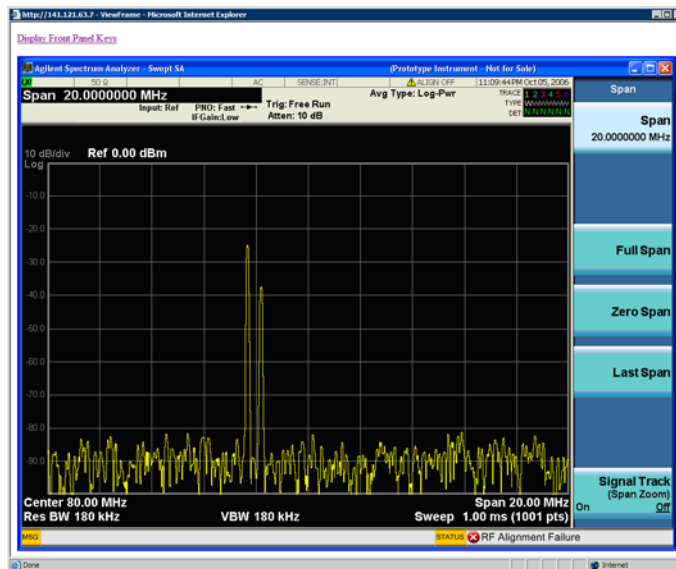 http://141.121.63.7 - ViewFrame - Microsoft Internet Explorer
Display Front Panel Keys
Agilent Spectrum Analyzer - Swept SA (Prototype Instrument - Not for Sale)
50 Ω AC SENSE:INT ALIGN OFF 11:09:44 PM Oct 05, 2006
Span 20.0000000 MHz
Input: Ref PNO: Fast Trig: Free Run Avg Type: Log-Pwr TRACE 1 2 3 4 5 6
IFGain:Low Atten: 10 dB TYPE WWWWWW
DET N N N N N N
10 dB/div Ref 0.00 dBm
Log
-10.0
-20.0
-30.0
-40.0
-50.0
-60.0
-70.0
-80.0
-90.0
Center 80.00 MHz Span 20.00 MHz
Res BW 180 kHz VBW 180 kHz Sweep 1.00 ms (1001 pts)
MSG STATUS RF Alignment Failure
Span
Span
20.0000000 MHz
Full Span
Zero Span
Last Span
Signal Track
(Span Zoom)
On Off
Done Internet